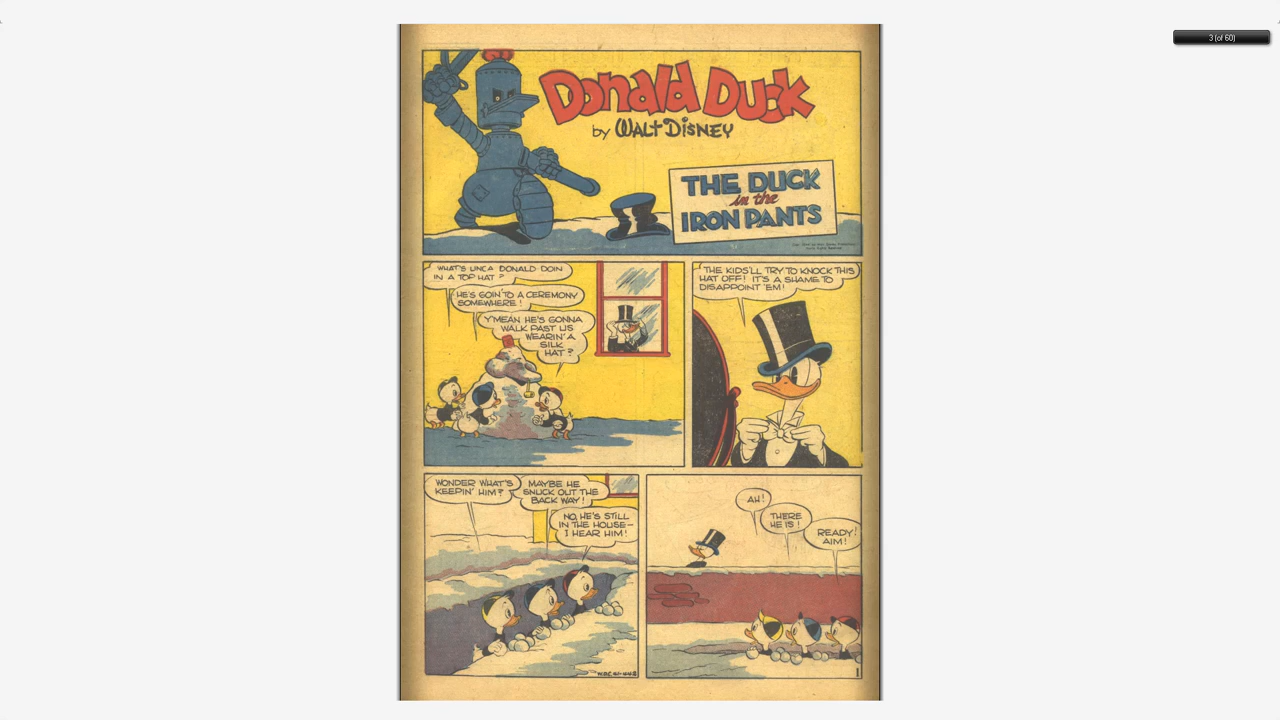 3 (of 60)
Donald Duck
by Walt Disney
THE DUCK
in the
IRON PANTS
WHAT'S UNCA DONALD DOIN'
IN A TOP HAT?
HE'S GOIN' TO A CEREMONY
SOMEWHERE!
Y'MEAN HE'S GONNA
WALK PAST US
WEARIN' A
SILK
HAT?
THE KIDS'LL TRY TO KNOCK THIS
HAT OFF! IT'S A SHAME TO
DISAPPOINT 'EM!
WONDER WHAT'S
KEEPIN' HIM?
MAYBE HE
SNUCK OUT THE
BACK WAY!
NO, HE'S STILL
IN THE HOUSE—
I HEAR HIM!
AH!
THERE
HE IS!
READY!
AIM!
1